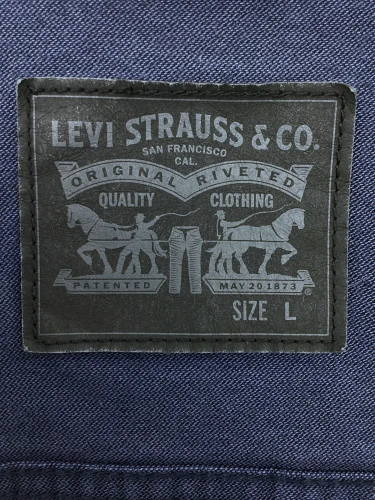 LEVI STRAUSS & CO.
SAN FRANCISCO
CAL.
ORIGINAL RIVETED
QUALITY CLOTHING
PATENTED MAY 20 1873 ®
SIZE L